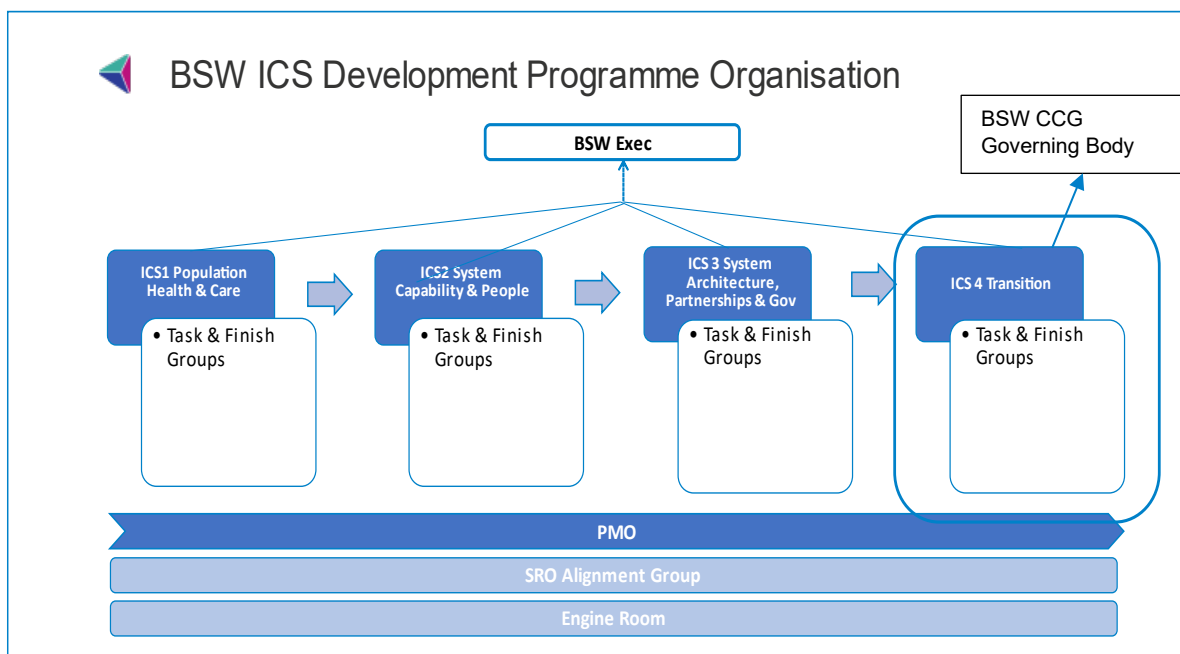 BSW ICS Development Programme Organisation
BSW CCG
Governing Body
BSW Exec
ICS1 Population
Health & Care
• Task & Finish
Groups
ICS2 System
Capability & People
• Task & Finish
Groups
ICS 3 System
Architecture,
Partnerships & Gov
• Task & Finish
Groups
ICS 4 Transition
• Task & Finish
Groups
PMO
SRO Alignment Group
Engine Room